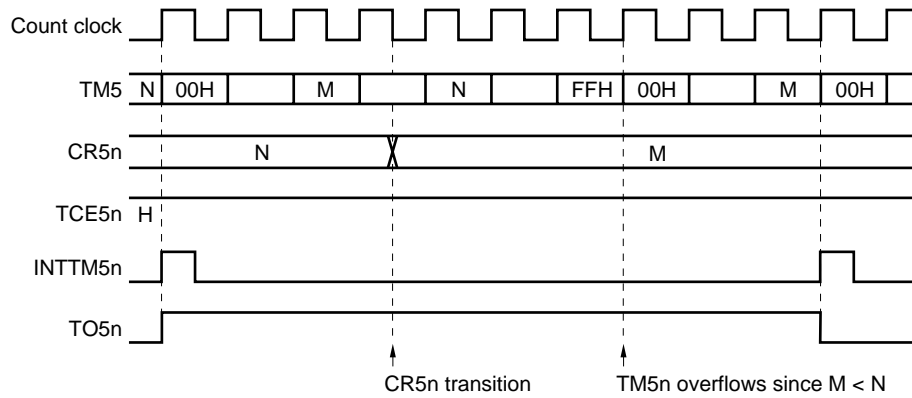 Count clock
TM5 N 00H M N FFH 00H M 00H
CR5n N M
TCE5n H
INTTM5n
TO5n
CR5n transition TM5n overflows since M < N